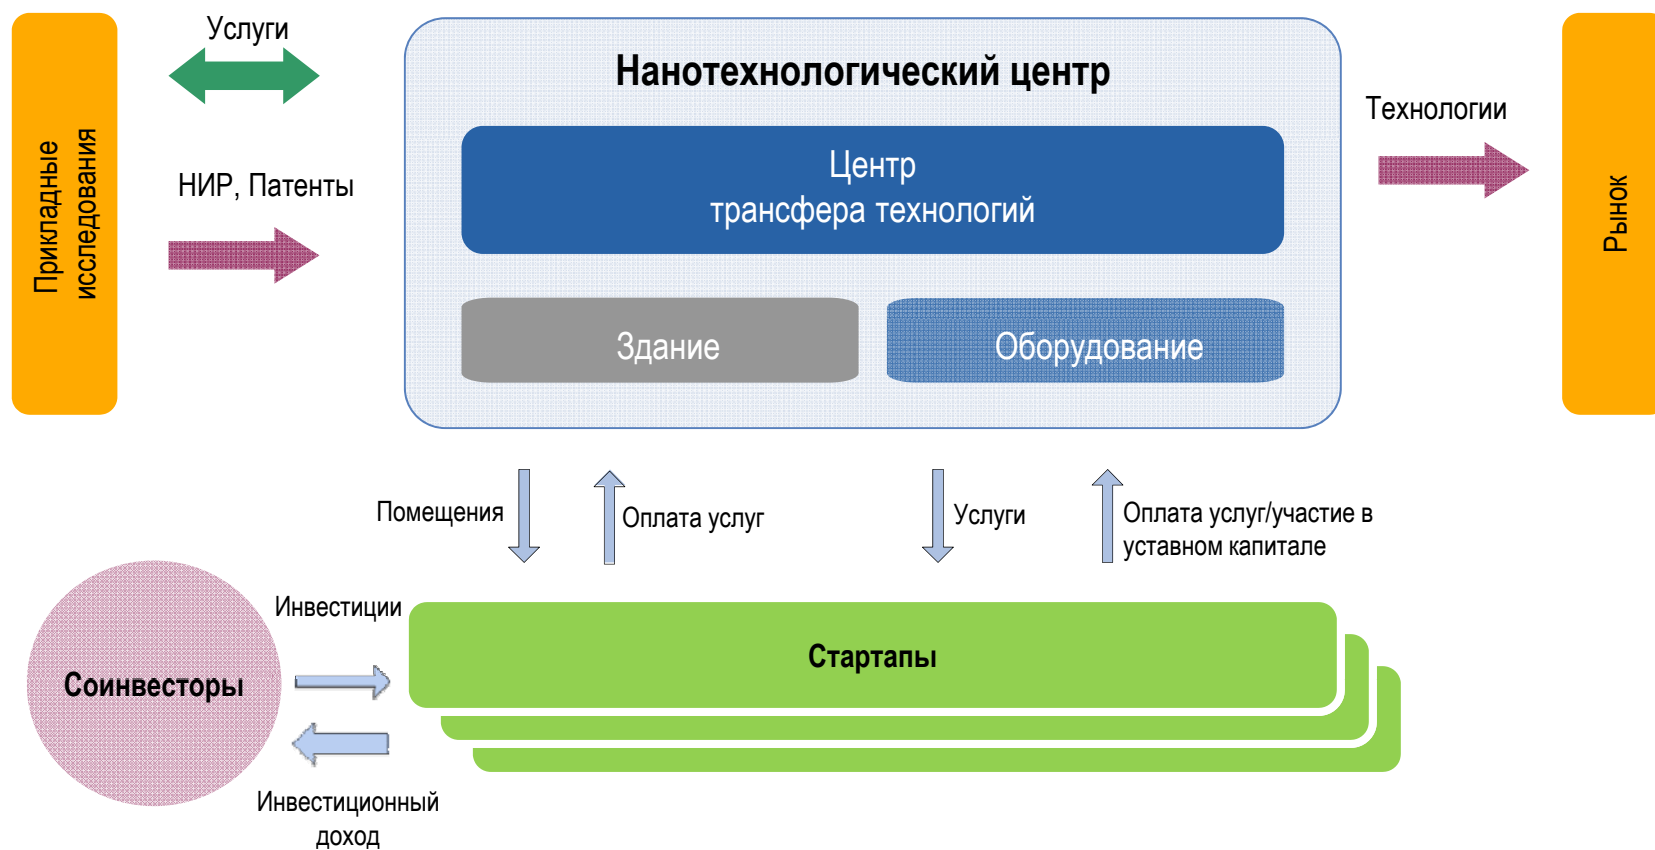 Услуги
Нанотехнологический центр
Технологии
Прикладные
исследования
НИР, Патенты
Центр
трансфера технологий
Рынок
Здание
Оборудование
Помещения
Оплата услуг
Услуги
Оплата услуг/участие в
уставном капитале
Инвестиции
Стартапы
Соинвесторы
Инвестиционный
доход